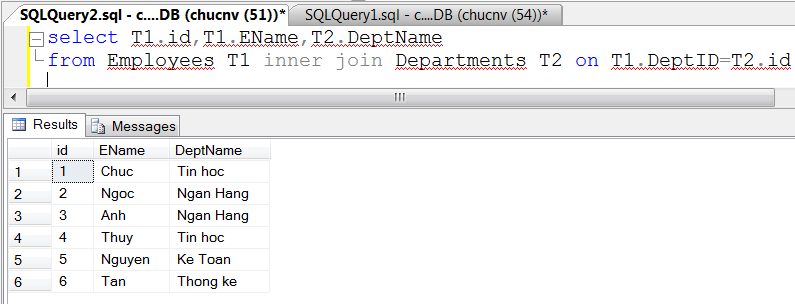 SQLQuery2.sql - c....DB (chucnv (51))* SQLQuery1.sql - c....DB (chucnv (54))*
select T1.id,T1.EName,T2.DeptName
from Employees T1 inner join Departments T2 on T1.DeptID=T2.id
Results Messages
id EName DeptName
1 1 Chuc Tin hoc
2 2 Ngoc Ngan Hang
3 3 Anh Ngan Hang
4 4 Thuy Tin hoc
5 5 Nguyen Ke Toan
6 6 Tan Thong ke